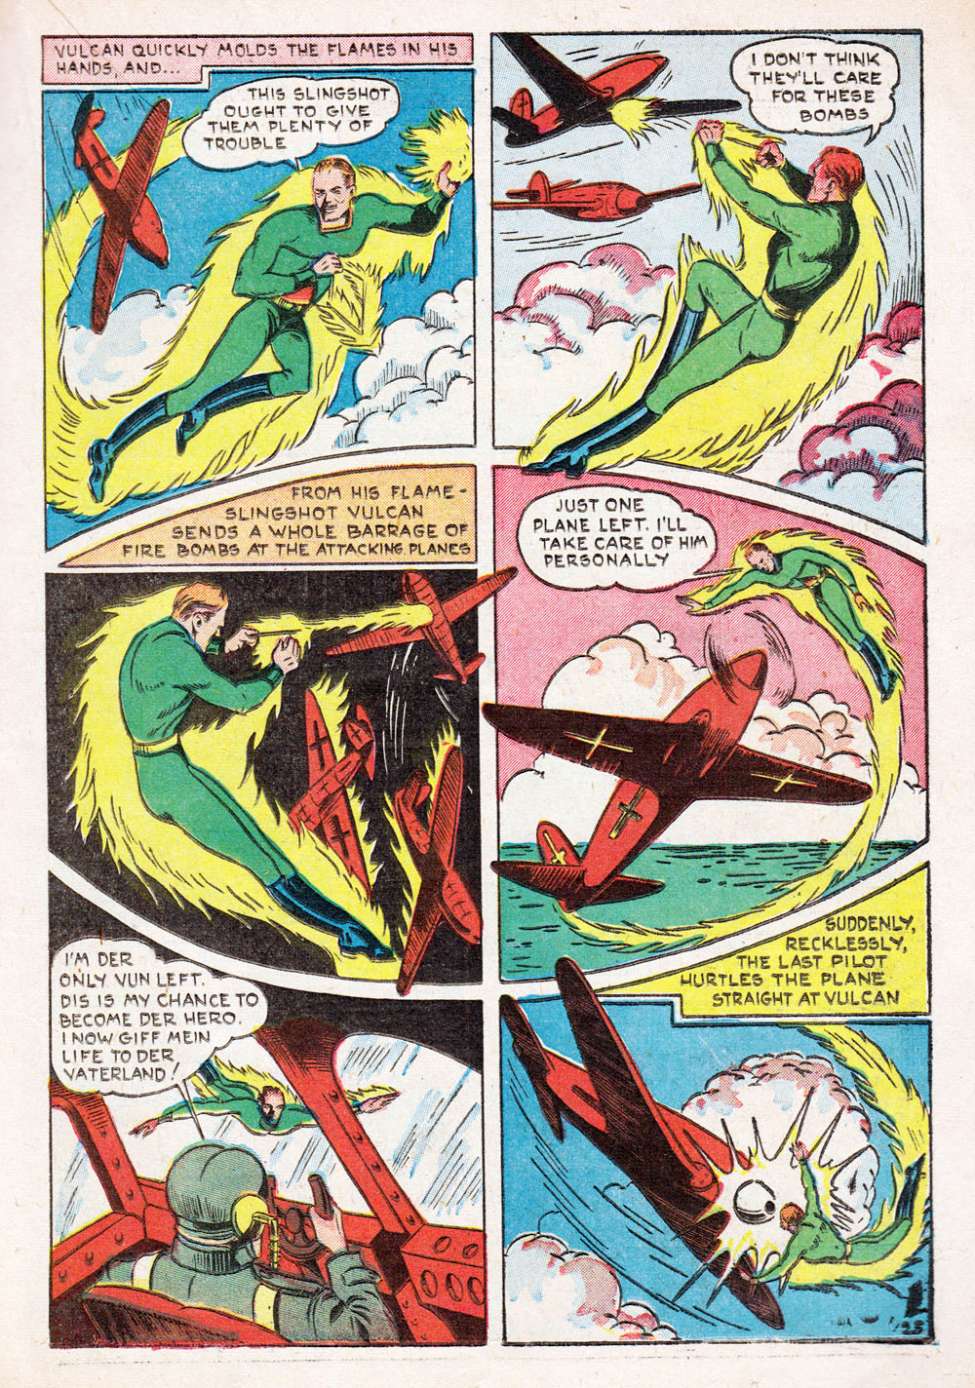 VULCAN QUICKLY MOLDS THE FLAMES IN HIS
HANDS, AND...
THIS SLINGSHOT
OUGHT TO GIVE
THEM PLENTY OF
TROUBLE
I DON'T THINK
THEY'LL CARE
FOR THESE
BOMBS
FROM HIS FLAME-
SLINGSHOT VULCAN
SENDS A WHOLE BARRAGE OF
FIRE BOMBS AT THE ATTACKING PLANES
JUST ONE
PLANE LEFT. I'LL
TAKE CARE OF HIM
PERSONALLY
I'M DER
ONLY VUN LEFT.
DIS IS MY CHANCE TO
BECOME DER HERO.
I NOW GIFF MEIN
LIFE TO DER
VATERLAND!
SUDDENLY,
RECKLESSLY,
THE LAST PILOT
HURTLES THE PLANE
STRAIGHT AT VULCAN